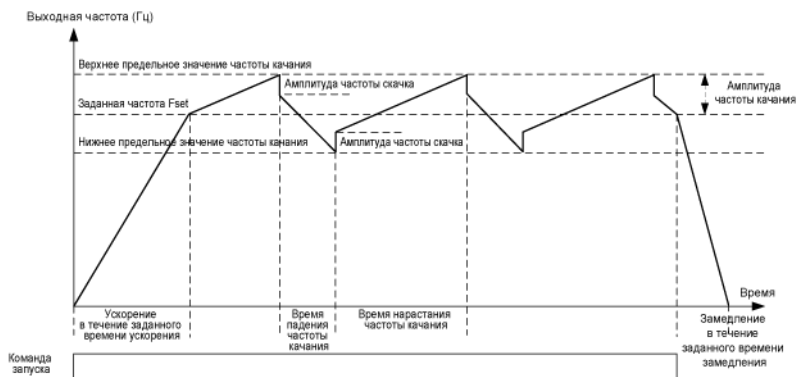 Выходная частота (Гц)
Верхнее предельное значение частоты качания
Амплитуда частоты скачка
Амплитуда
частоты качания
Заданная частота Fset
Нижнее предельное значение частоты качания
Амплитуда частоты скачка
Время
Ускорение
в течение заданного
времени ускорения
Время
падения
частоты
качания
Время нарастания
частоты качания
Замедление
в течение
заданного времени
замедления
Команда
запуска